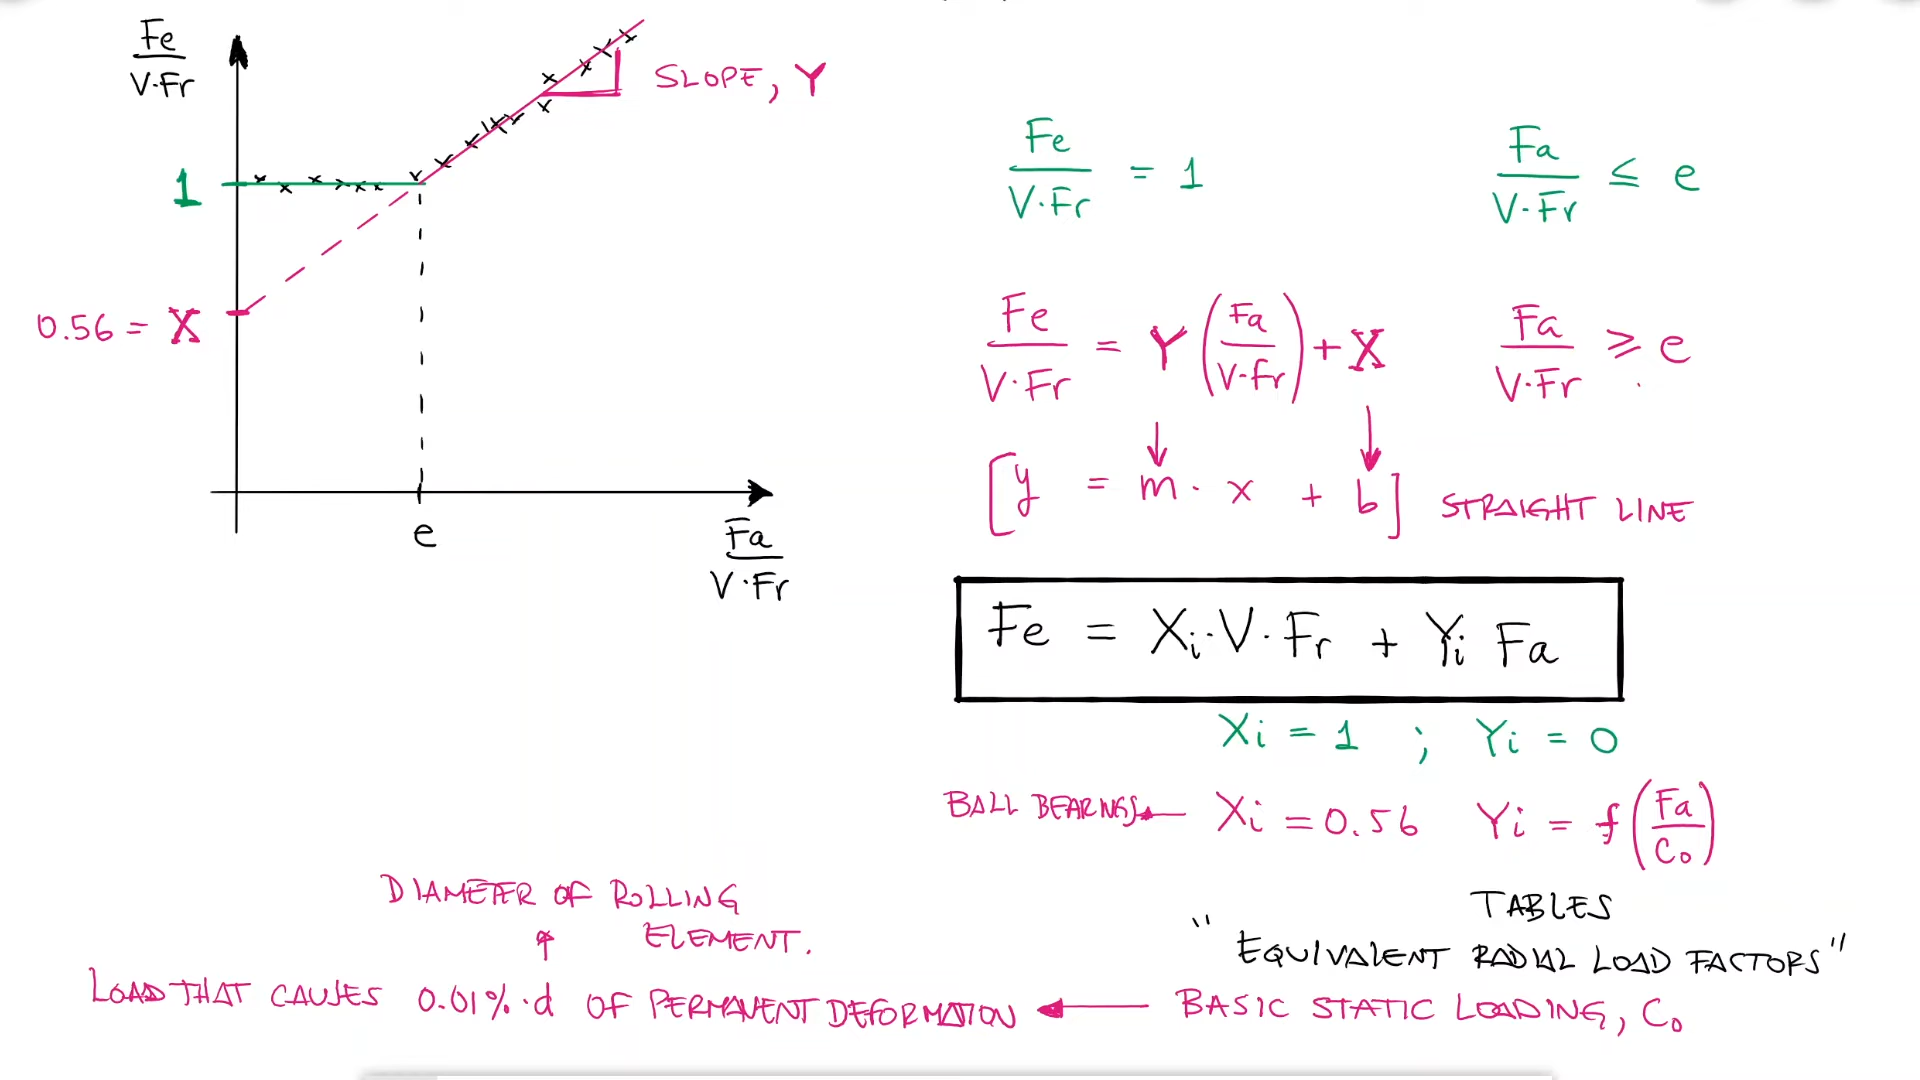 Fe
V·Fr
SLOPE, Y
1
0.56 = X
e
Fa
V·Fr
Fe
V·Fr
= 1
Fa
V·Fr
≤ e
Fe
V·Fr
= Y (Fa
V·Fr) + X
Fa
V·Fr
≥ e
[y = m · x + b] STRAIGHT LINE
Fe = Xi·V·Fr + Yi Fa
Xi = 1 ; Yi = 0
BALL BEARINGS Xi = 0.56 Yi = f (Fa
Co)
TABLES
"EQUIVALENT RADIAL LOAD FACTORS"
BASIC STATIC LOADING, Co
DIAMETER OF ROLLING
ELEMENT.
LOAD THAT CAUSES 0.01%·d OF PERMANENT DEFORMATION